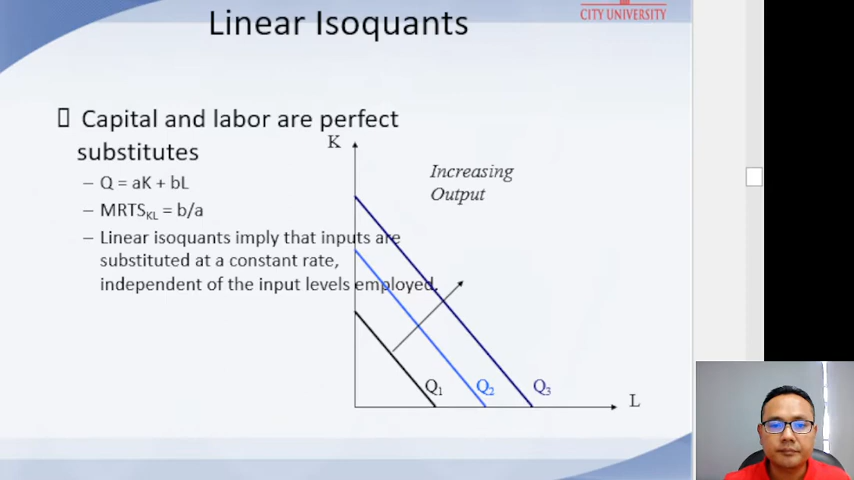 Linear Isoquants
CITY UNIVERSITY
Capital and labor are perfect
substitutes
– Q = aK + bL
– MRTSKL = b/a
– Linear isoquants imply that inputs are
substituted at a constant rate,
independent of the input levels employed.
K
Increasing
Output
Q1
Q2
Q3
L